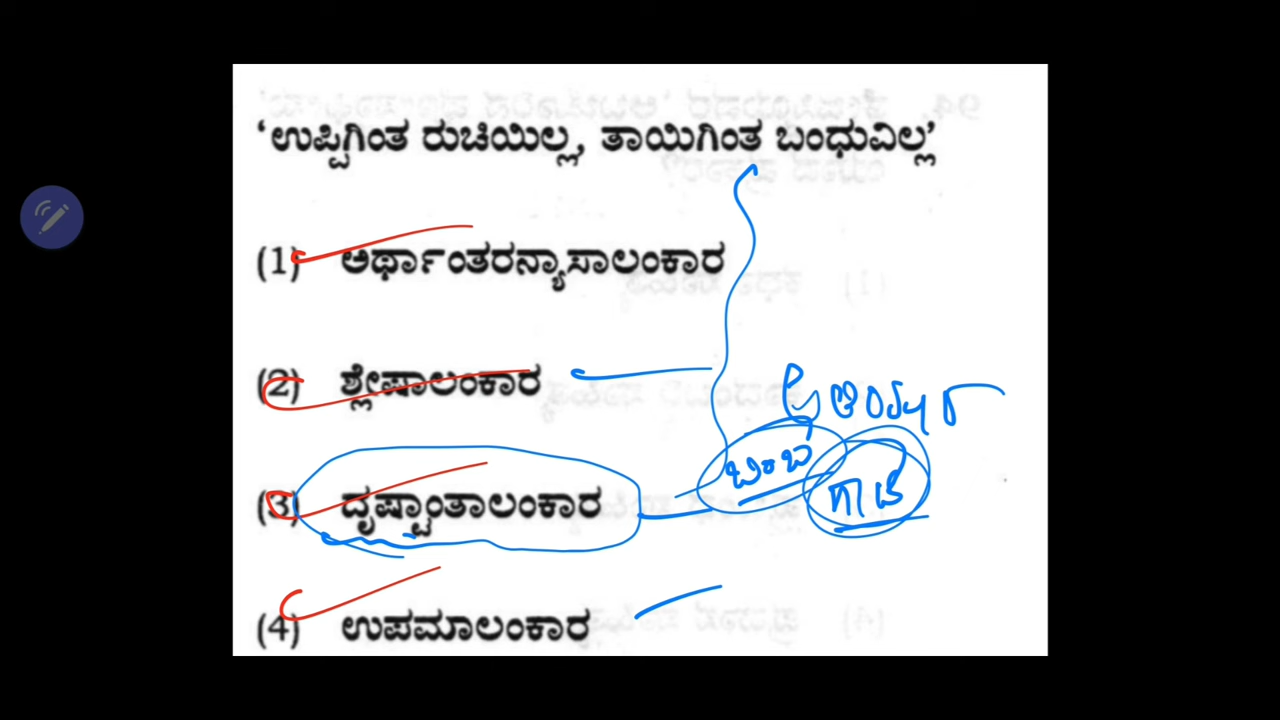 ‘ಉಪ್ಪಿಗಿಂತ ರುಚಿಯಿಲ್ಲ, ತಾಯಿಗಿಂತ ಬಂಧುವಿಲ್ಲ’
(1) ಅರ್ಥಾಂತರನ್ಯಾಸಾಲಂಕಾರ
(2) ಶ್ಲೇಷಾಲಂಕಾರ
(3) ದೃಷ್ಟಾಂತಾಲಂಕಾರ
(4) ಉಪಮಾಲಂಕಾರ